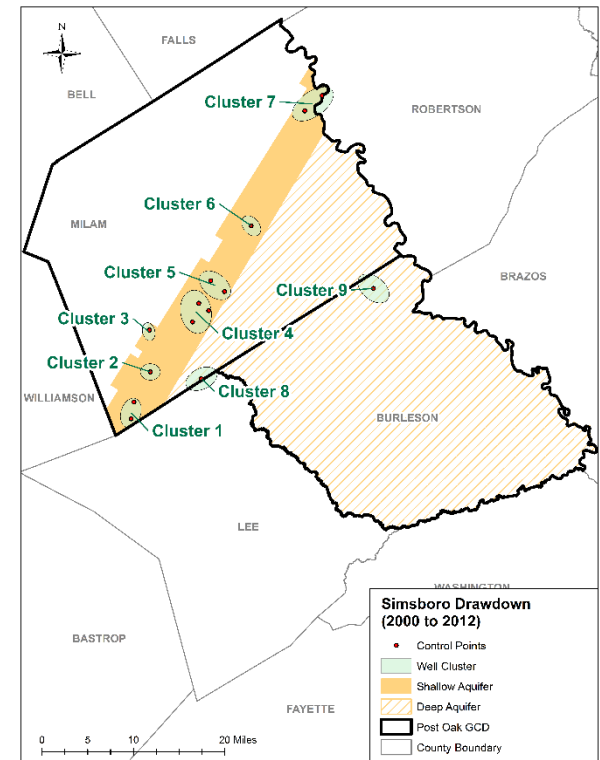 N
FALLS
BELL
Cluster 7
ROBERTSON
Cluster 6
MILAM
Cluster 5
BRAZOS
Cluster 9
Cluster 3
Cluster 4
Cluster 2
Cluster 8
WILLIAMSON
BURLESON
Cluster 1
LEE
WASHINGTON
Simsboro Drawdown
(2000 to 2012)
Control Points
Well Cluster
Shallow Aquifer
Deep Aquifer
Post Oak GCD
County Boundary
BASTROP
FAYETTE
0 5 10 20 Miles